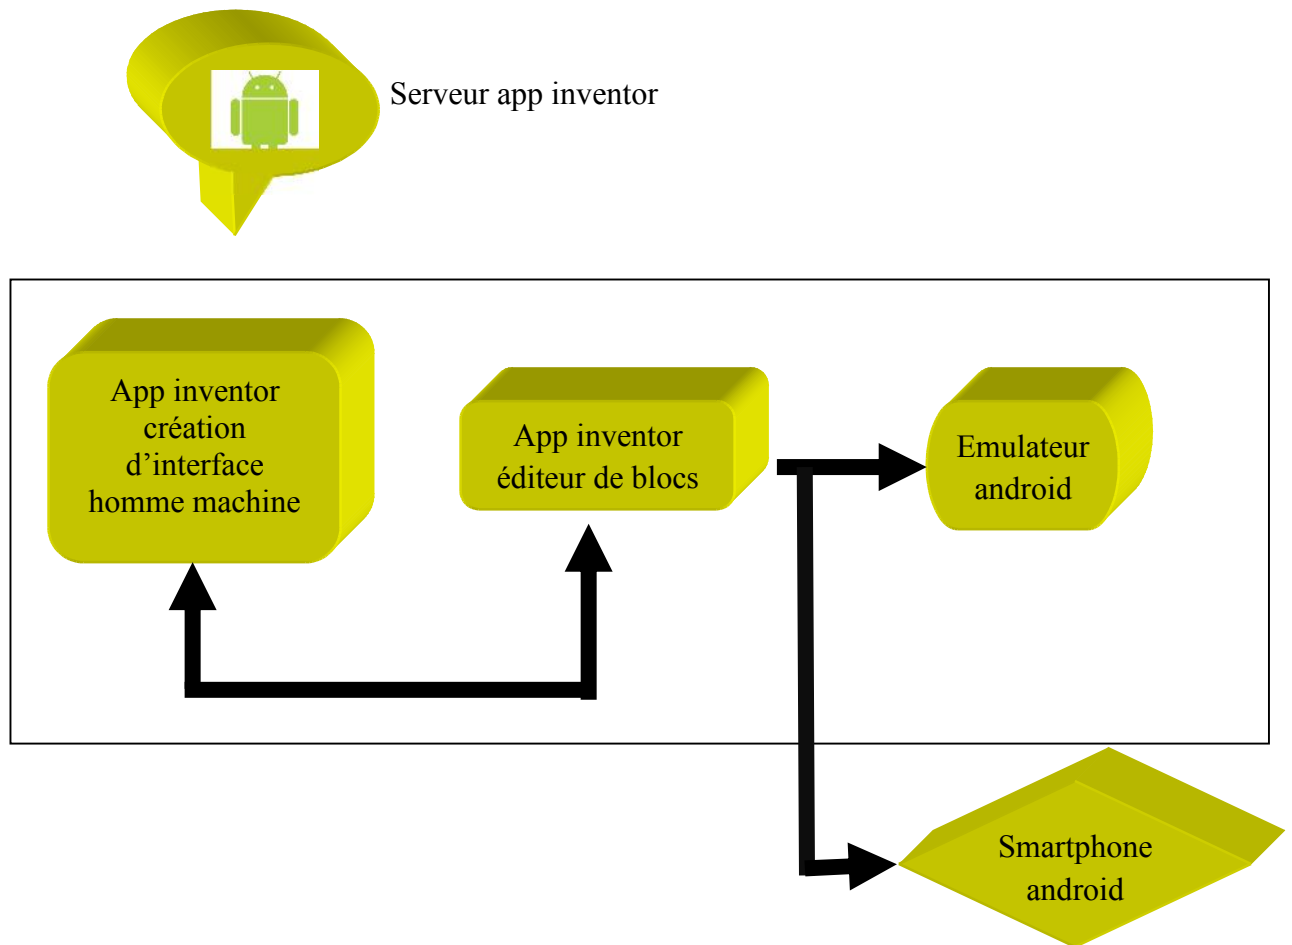 Serveur app inventor
App inventor
création
d’interface
homme machine
App inventor
éditeur de blocs
Emulateur
android
Smartphone
android